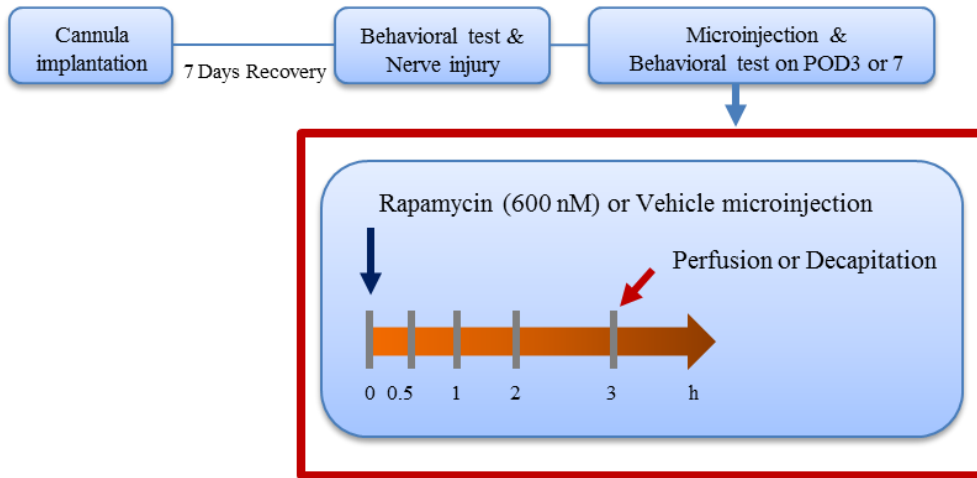 Cannula
implantation
7 Days Recovery
Behavioral test &
Nerve injury
Microinjection &
Behavioral test on POD3 or 7
Rapamycin (600 nM) or Vehicle microinjection
Perfusion or Decapitation
0 0.5 1 2 3 h